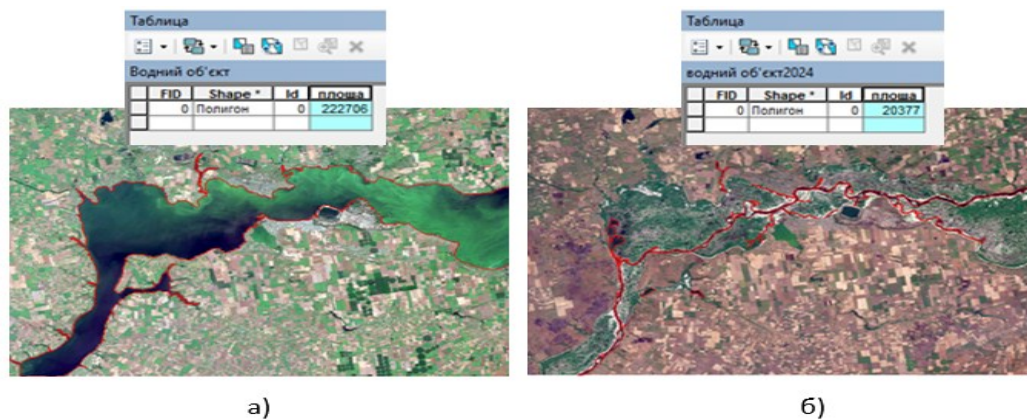 Таблица
Водний об'єкт
FID Shape * Id площа
0 Полигон 0 222706
Таблица
водний об'єкт2024
FID Shape * Id площа
0 Полигон 0 20377
а)
б)